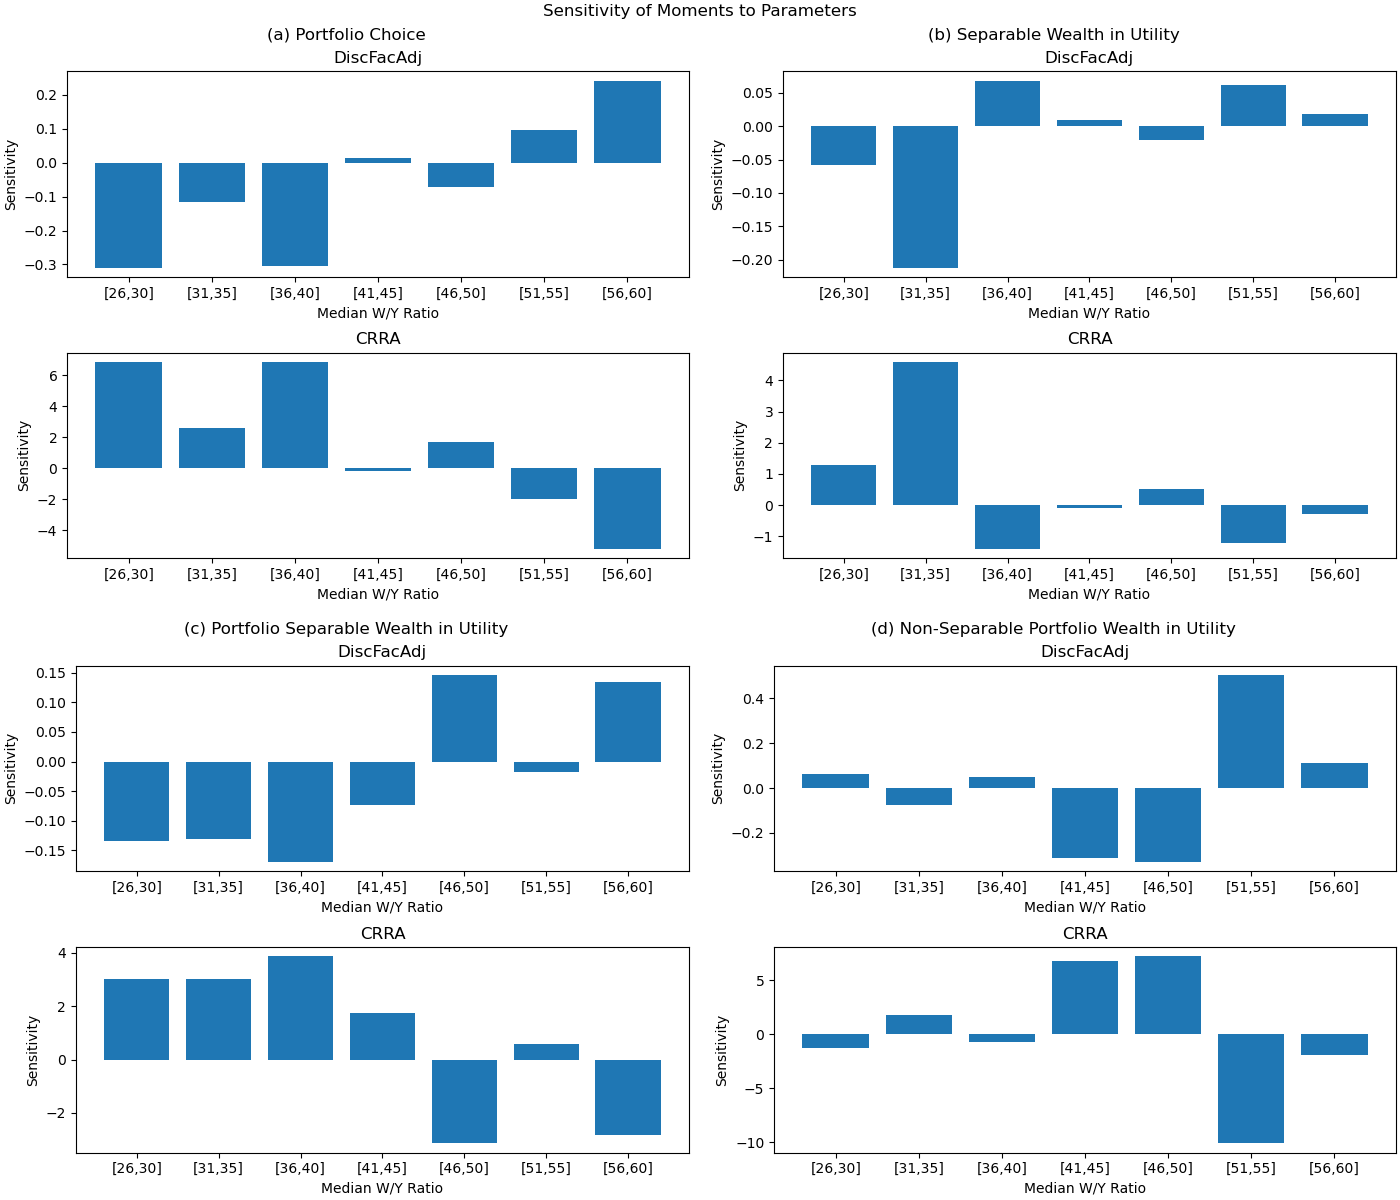 Sensitivity of Moments to Parameters
(a) Portfolio Choice
DiscFacAdj
Sensitivity
0.2
0.1
0.0
−0.1
−0.2
−0.3
[26,30] [31,35] [36,40] [41,45] [46,50] [51,55] [56,60]
Median W/Y Ratio
CRRA
Sensitivity
6
4
2
0
−2
−4
[26,30] [31,35] [36,40] [41,45] [46,50] [51,55] [56,60]
Median W/Y Ratio
(b) Separable Wealth in Utility
DiscFacAdj
Sensitivity
0.05
0.00
−0.05
−0.10
−0.15
−0.20
[26,30] [31,35] [36,40] [41,45] [46,50] [51,55] [56,60]
Median W/Y Ratio
CRRA
Sensitivity
4
3
2
1
0
−1
[26,30] [31,35] [36,40] [41,45] [46,50] [51,55] [56,60]
Median W/Y Ratio
(c) Portfolio Separable Wealth in Utility
DiscFacAdj
Sensitivity
0.15
0.10
0.05
0.00
−0.05
−0.10
−0.15
[26,30] [31,35] [36,40] [41,45] [46,50] [51,55] [56,60]
Median W/Y Ratio
CRRA
Sensitivity
4
2
0
−2
[26,30] [31,35] [36,40] [41,45] [46,50] [51,55] [56,60]
Median W/Y Ratio
(d) Non-Separable Portfolio Wealth in Utility
DiscFacAdj
Sensitivity
0.4
0.2
0.0
−0.2
[26,30] [31,35] [36,40] [41,45] [46,50] [51,55] [56,60]
Median W/Y Ratio
CRRA
Sensitivity
5
0
−5
−10
[26,30] [31,35] [36,40] [41,45] [46,50] [51,55] [56,60]
Median W/Y Ratio